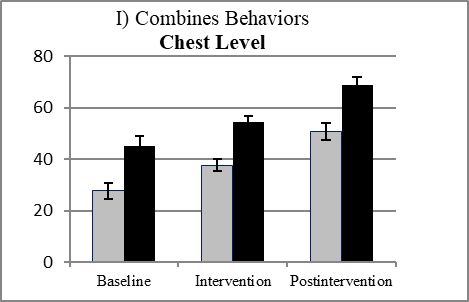 I) Combines Behaviors
Chest Level
80
60
40
20
0
Baseline Intervention Postintervention